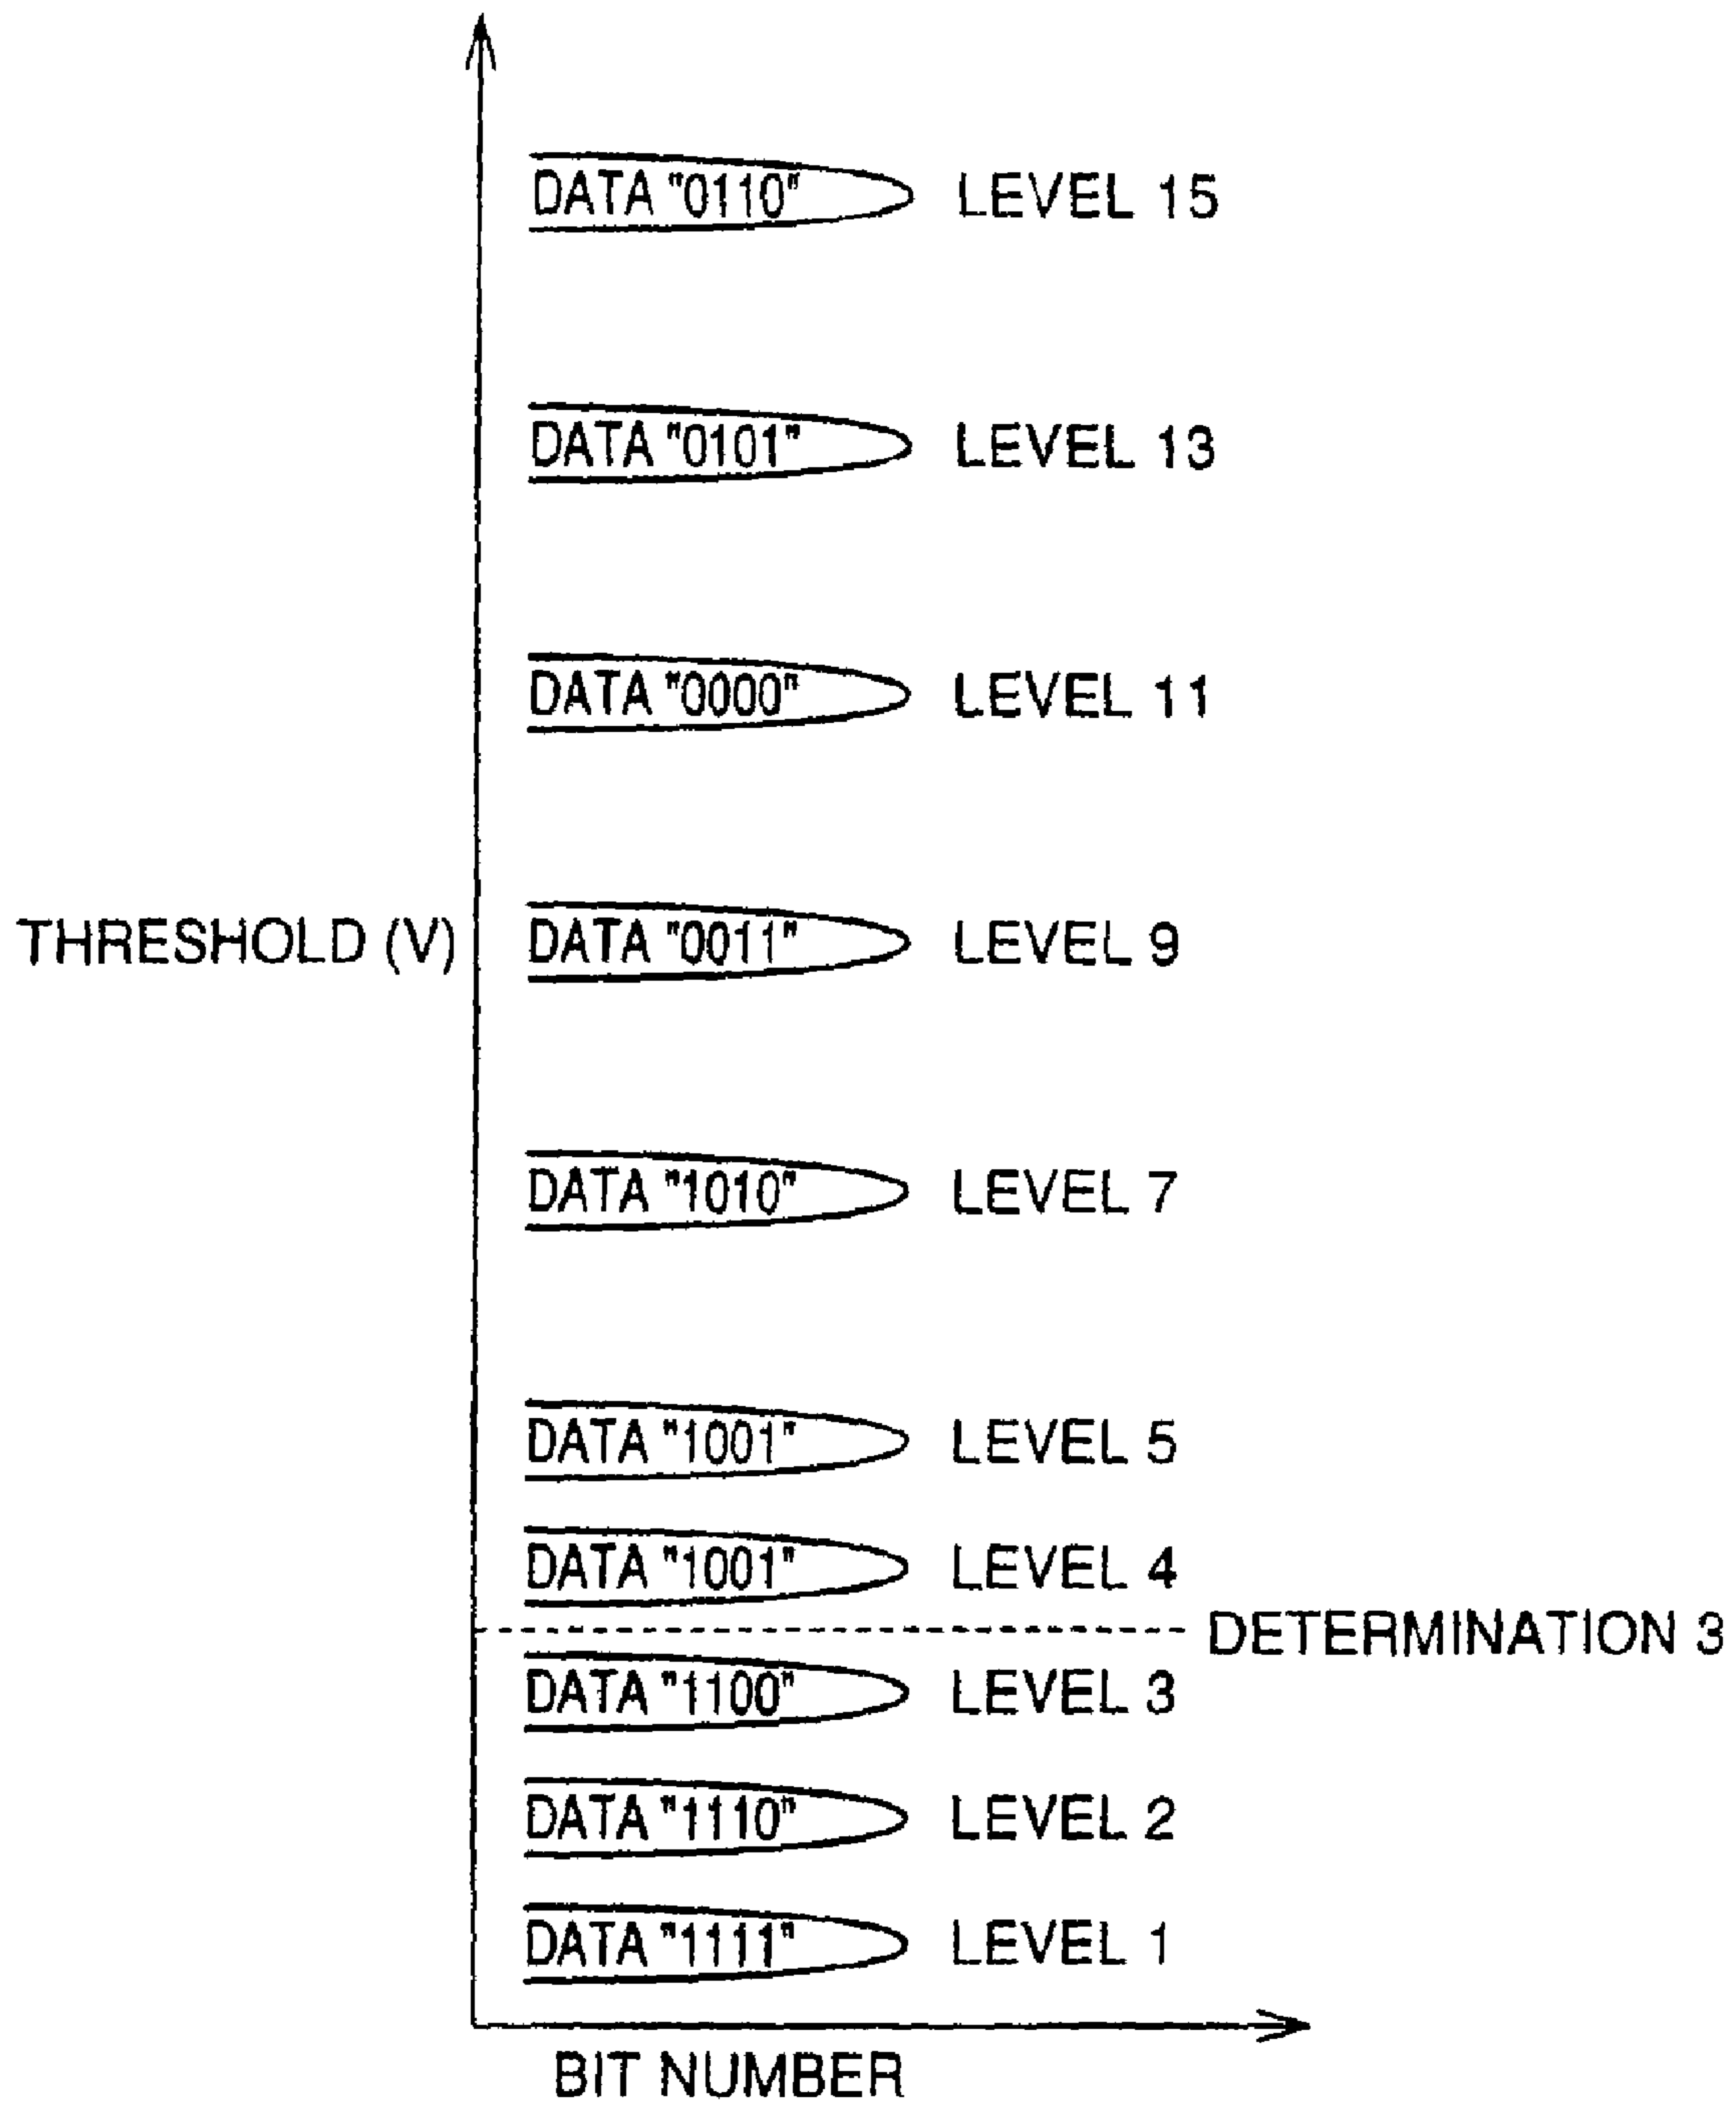 DATA "0110" LEVEL 15
DATA "0101" LEVEL 13
DATA "0000" LEVEL 11
THRESHOLD (V) DATA "0011" LEVEL 9
DATA "1010" LEVEL 7
DATA "1001" LEVEL 5
DATA "1001" LEVEL 4
DETERMINATION 3
DATA "1100" LEVEL 3
DATA "1110" LEVEL 2
DATA "1111" LEVEL 1
BIT NUMBER